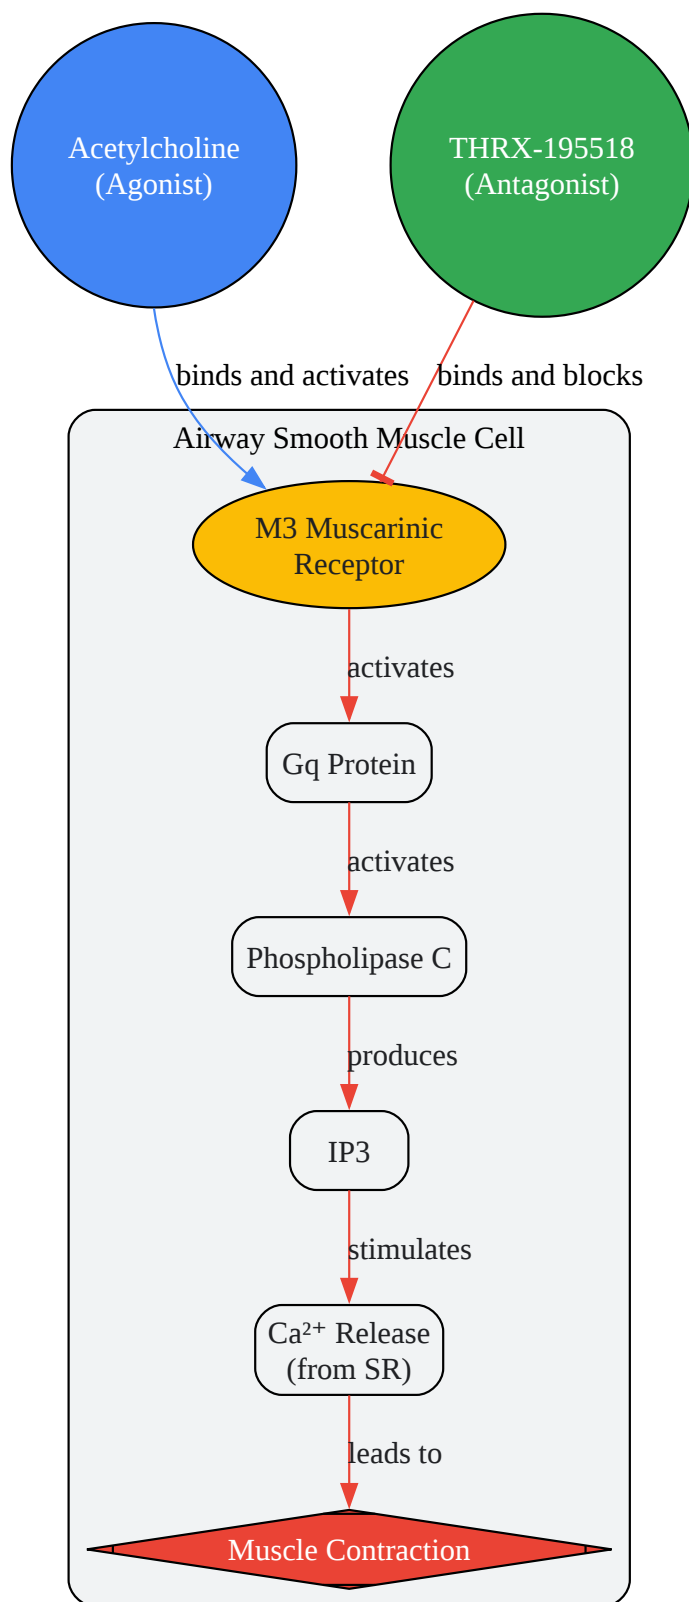 Acetylcholine
(Agonist)
THRX-195518
(Antagonist)
binds and activates
binds and blocks
Airway Smooth Muscle Cell
M3 Muscarinic
Receptor
activates
Gq Protein
activates
Phospholipase C
produces
IP3
stimulates
Ca²⁺ Release
(from SR)
leads to
Muscle Contraction